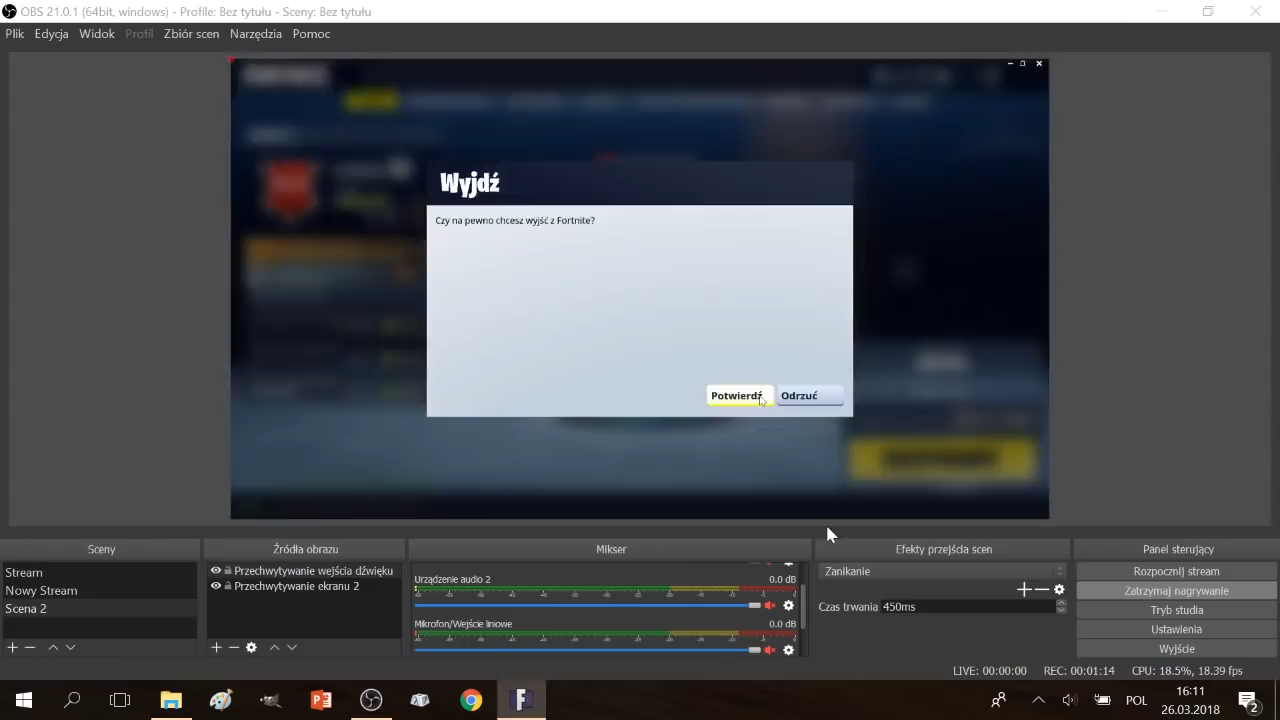 OBS 21.0.1 (64bit, windows) - Profile: Bez tytułu - Sceny: Bez tytułu
Plik Edycja Widok Profil Zbiór scen Narzędzia Pomoc
Wyjdź
Czy na pewno chcesz wyjść z Fortnite?
Potwierdź Odrzuć
Sceny Źródła obrazu Mikser Efekty przejścia scen Panel sterujący
Stream
Nowy Stream
Scena 2
Przechwytywanie wejścia dźwięku
Przechwytywanie ekranu 2
Urządzenie audio 2 0.0 dB
Mikrofon/Wejście liniowe 0.0 dB
Zanikanie
Czas trwania 450ms
Rozpocznij stream
Zatrzymaj nagrywanie
Tryb studia
Ustawienia
Wyjście
LIVE: 00:00:00 REC: 00:01:14 CPU: 18.5%, 18.39 fps
POL
16:11
26.03.2018
2